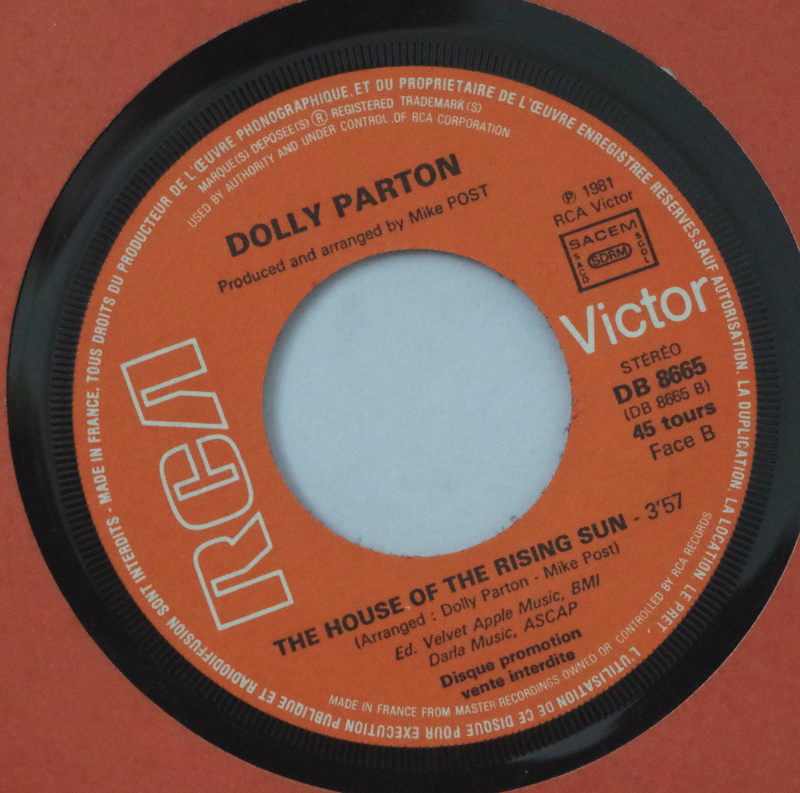 MADE IN FRANCE. TOUS DROITS DU PRODUCTEUR DE L'ŒUVRE PHONOGRAPHIQUE.ET DU PROPRIETAIRE DE L'ŒUVRE ENREGISTREE RESERVES.SAUF AUTORISATION. LA DUPLICATION. LA LOCATION. LE PRET, L'UTILISATION DE CE DISQUE POUR EXECUTION PUBLIQUE ET RADIODIFFUSION SONT INTERDITS -
MARQUE(S) DEPOSEE(S) ® REGISTERED TRADEMARK(S)
USED BY AUTHORITY AND UNDER CONTROL.OF RCA CORPORATION
DOLLY PARTON
Produced and arranged by Mike POST
℗ 1981
RCA Victor
SACEM
SACD
SDRM
SGDL
RCA
Victor
STÉRÉO
DB 8665
(DB 8665 B)
45 tours
Face B
THE HOUSE OF THE RISING SUN - 3'57
(Arranged : Dolly Parton - Mike Post)
Ed. Velvet Apple Music, BMI
Darla Music, ASCAP
Disque promotion
vente interdite
MADE IN FRANCE FROM MASTER RECORDINGS OWNED OR CONTROLLED BY RCA RECORDS